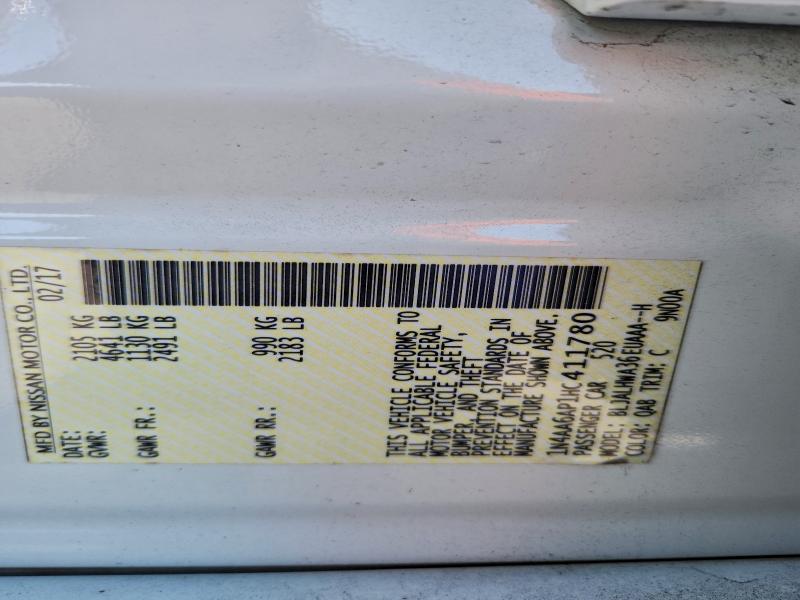 MFD BY NISSAN MOTOR CO., LTD.
DATE: 02/17
GWR: 2105 KG
4641 LB
GAWR FR.: 1130 KG
2491 LB
GAWR RR.: 990 KG
2183 LB
THIS VEHICLE CONFORMS TO
ALL APPLICABLE FEDERAL
MOTOR VEHICLE SAFETY,
BUMPER, AND THEFT
PREVENTION STANDARDS IN
EFFECT ON THE DATE OF
MANUFACTURE SHOWN ABOVE.
1N4AA6AP1HC411780
PASSENGER CAR 520
MODEL: BLJALHWA36EUAAA--H
COLOR: QAB TRIM: C 9N00A